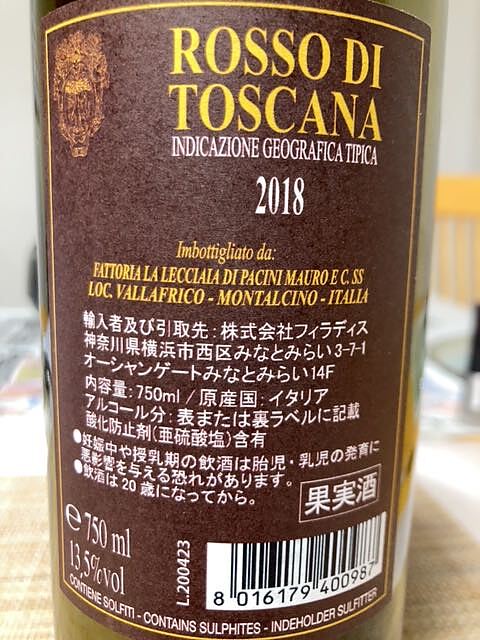 ROSSO DI
TOSCANA
INDICAZIONE GEOGRAFICA TIPICA
2018
Imbottigliato da:
FATTORIA LA LECCIAIA DI PACINI MAURO E C. SS
LOC. VALLAFRICO - MONTALCINO - ITALIA
輸入者及び引取先：株式会社フィラディス
神奈川県横浜市西区みなとみらい3-7-1
オーシャンゲートみなとみらい14F
内容量：750ml / 原産国：イタリア
アルコール分：表または裏ラベルに記載
酸化防止剤(亜硫酸塩)含有
●妊娠中や授乳期の飲酒は胎児・乳児の発育に
悪影響を与える恐れがあります。
●飲酒は20歳になってから。
果実酒
℮ 750 ml
13,5%vol
L.200423
8 016179 400987
CONTIENE SOLFITI - CONTAINS SULPHITES - INDEHOLDER SULFITTER